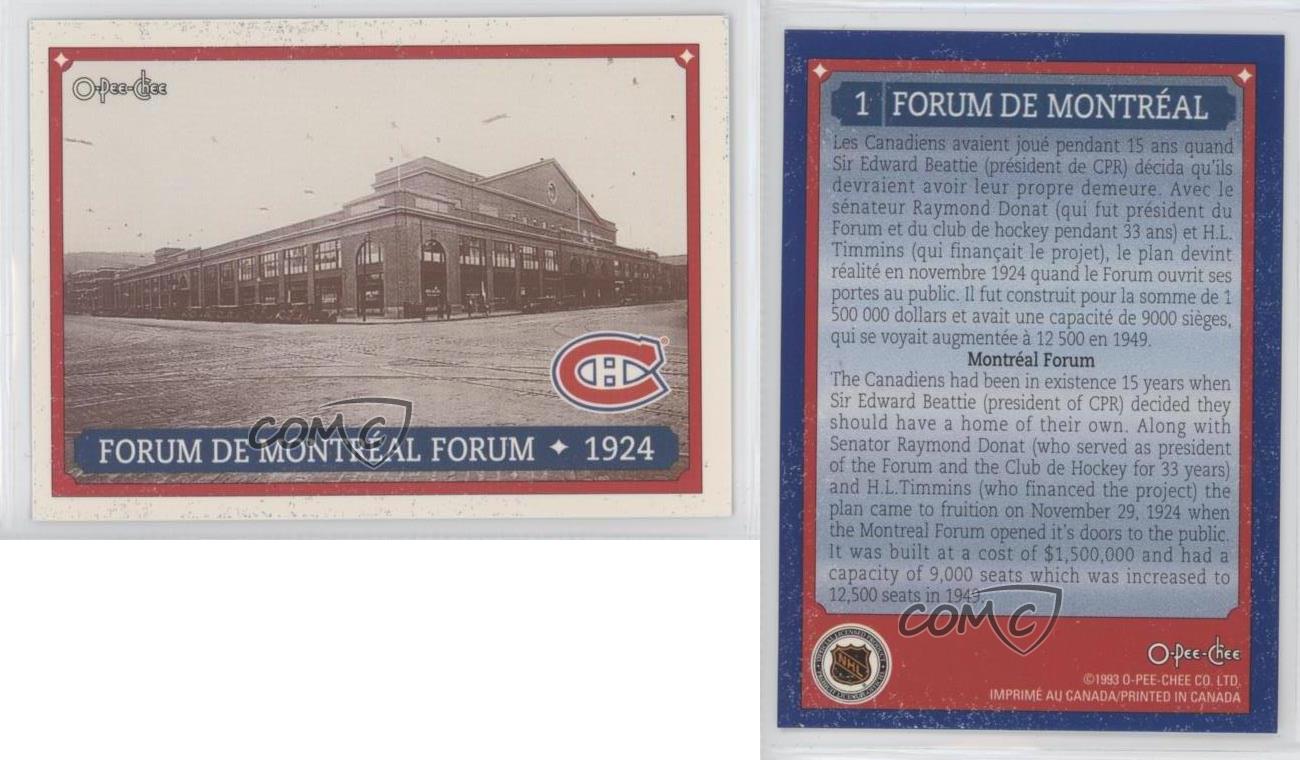 O-Pee-Chee
FORUM DE MONTRÉAL FORUM ✦ 1924
COMC
1 FORUM DE MONTRÉAL
Les Canadiens avaient joué pendant 15 ans quand
Sir Edward Beattie (président de CPR) décida qu'ils
devraient avoir leur propre demeure. Avec le
sénateur Raymond Donat (qui fut président du
Forum et du club de hockey pendant 33 ans) et H.L.
Timmins (qui finançait le projet), le plan devint
réalité en novembre 1924 quand le Forum ouvrit ses
portes au public. Il fut construit pour la somme de 1
500 000 dollars et avait une capacité de 9000 sièges,
qui se voyait augmentée à 12 500 en 1949.
Montréal Forum
The Canadiens had been in existence 15 years when
Sir Edward Beattie (president of CPR) decided they
should have a home of their own. Along with
Senator Raymond Donat (who served as president
of the Forum and the Club de Hockey for 33 years)
and H.L.Timmins (who financed the project) the
plan came to fruition on November 29, 1924 when
the Montreal Forum opened it's doors to the public.
It was built at a cost of $1,500,000 and had a
capacity of 9,000 seats which was increased to
12,500 seats in 1949.
COMC
NHL
O-Pee-Chee
©1993 O-PEE-CHEE CO. LTD.
IMPRIMÉ AU CANADA/PRINTED IN CANADA